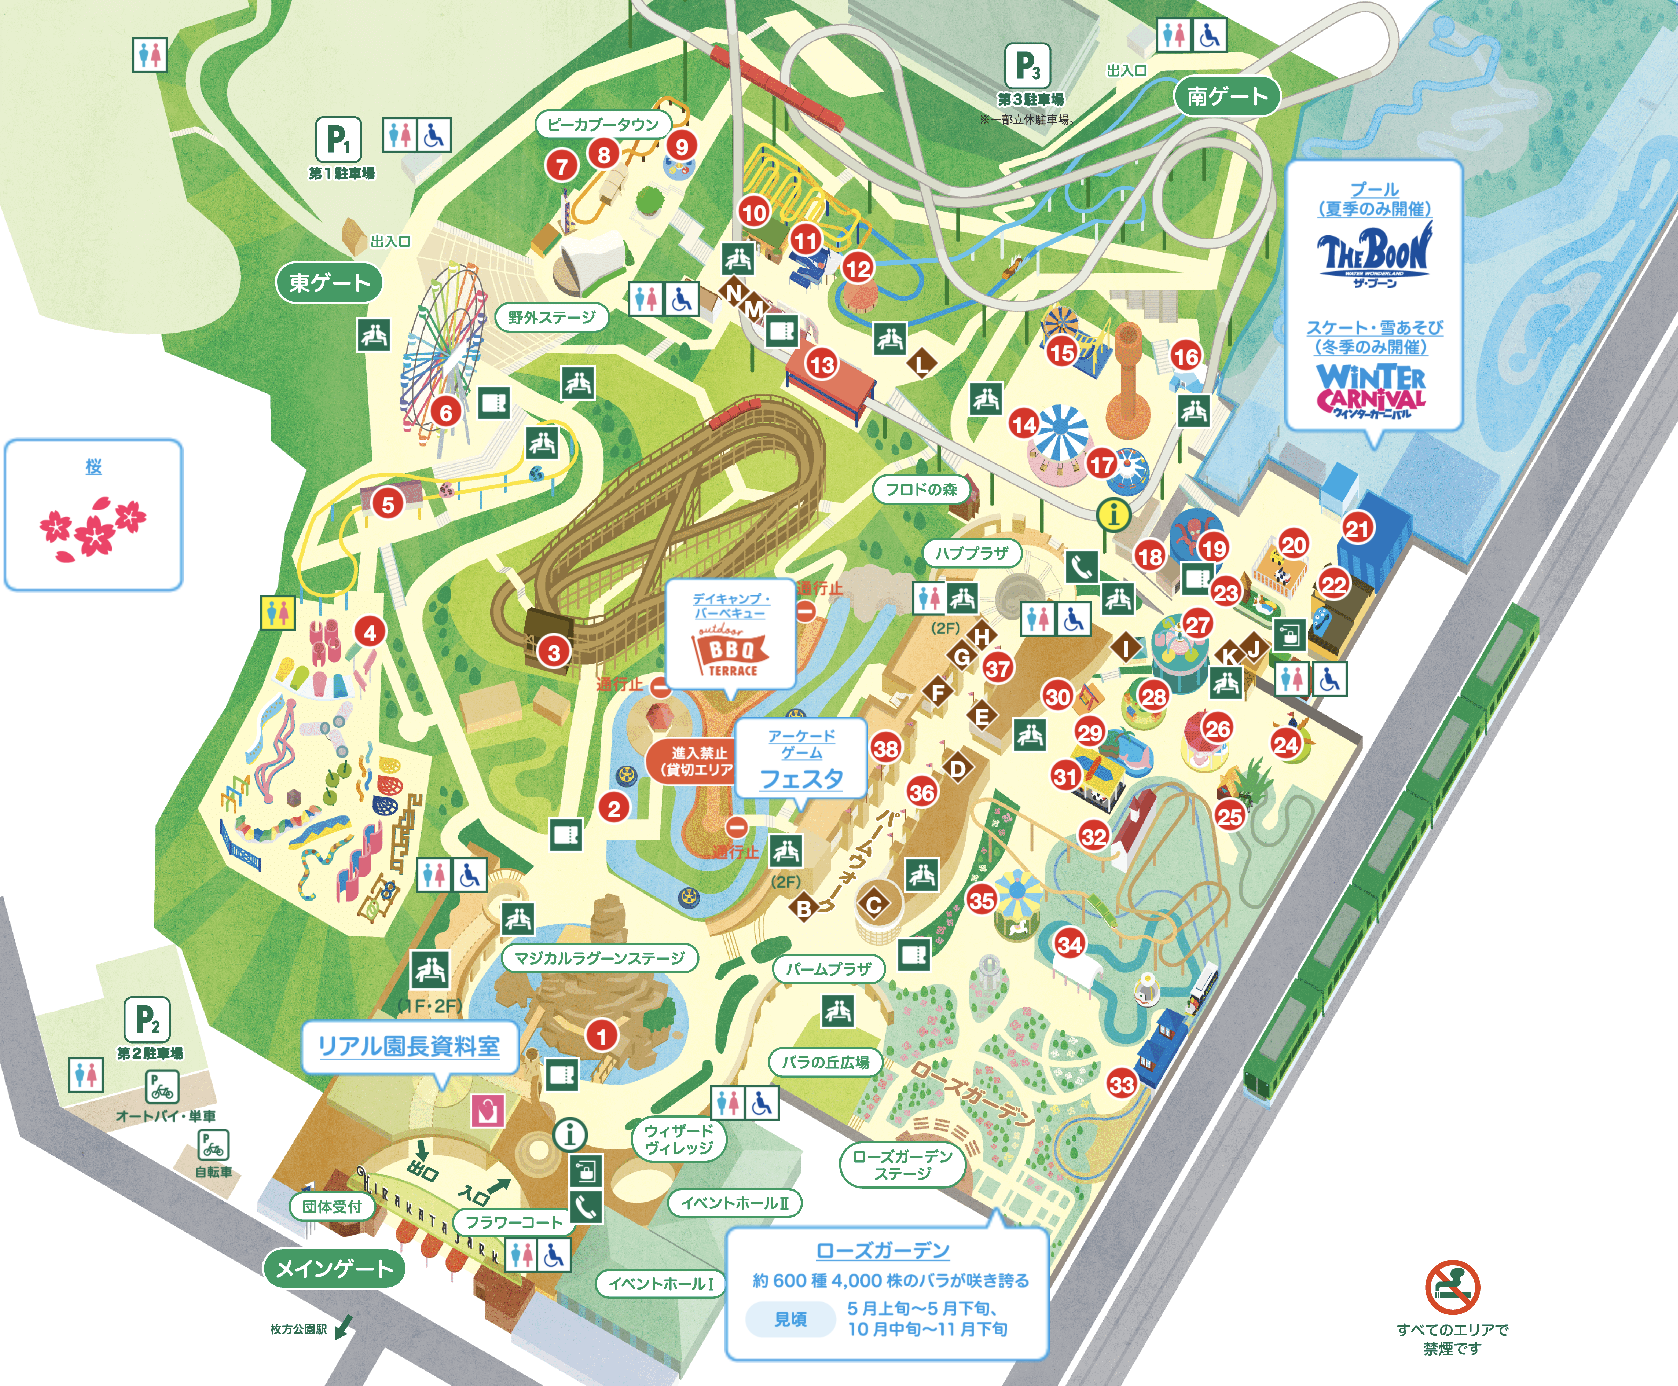 P1
第1駐車場
出入口
東ゲート
ピーカブータウン
7
8
9
野外ステージ
6
5
4
3
2
10
11
12
N
M
13
L
P3
第3駐車場
※一部立体駐車場。
出入口
南ゲート
プール
(夏季のみ開催)
THE BOON
WATER WONDERLAND
ザ・ブーン
スケート・雪あそび
(冬季のみ開催)
WiNTER
CARNiVAL
ウィンターカーニバル
15
16
14
17
フロドの森
i
ハブプラザ
18
19
20
21
22
23
桜
デイキャンプ・
バーベキュー
outdoor
BBQ
TERRACE
通行止
通行止
通行止
進入禁止
(貸切エリア
アーケード
ゲーム
フェスタ
(2F)
H
G
F
E
D
37
38
36
I
27
K
J
30
28
29
26
24
31
25
32
パームウォーク
(2F)
B
C
35
34
33
マジカルラグーンステージ
(1F・2F)
1
リアル園長資料室
パームプラザ
バラの丘広場
ローズガーデン
ウィザード
ヴィレッジ
ローズガーデン
ステージ
イベントホールⅡ
イベントホールⅠ
i
出口
入口
HIRAKATA PARK
団体受付
フラワーコート
メインゲート
枚方公園駅
P2
第2駐車場
P
オートバイ・単車
P
自転車
ローズガーデン
約600種4,000株のバラが咲き誇る
見頃
5月上旬〜5月下旬、
10月中旬〜11月下旬
すべてのエリアで
禁煙です